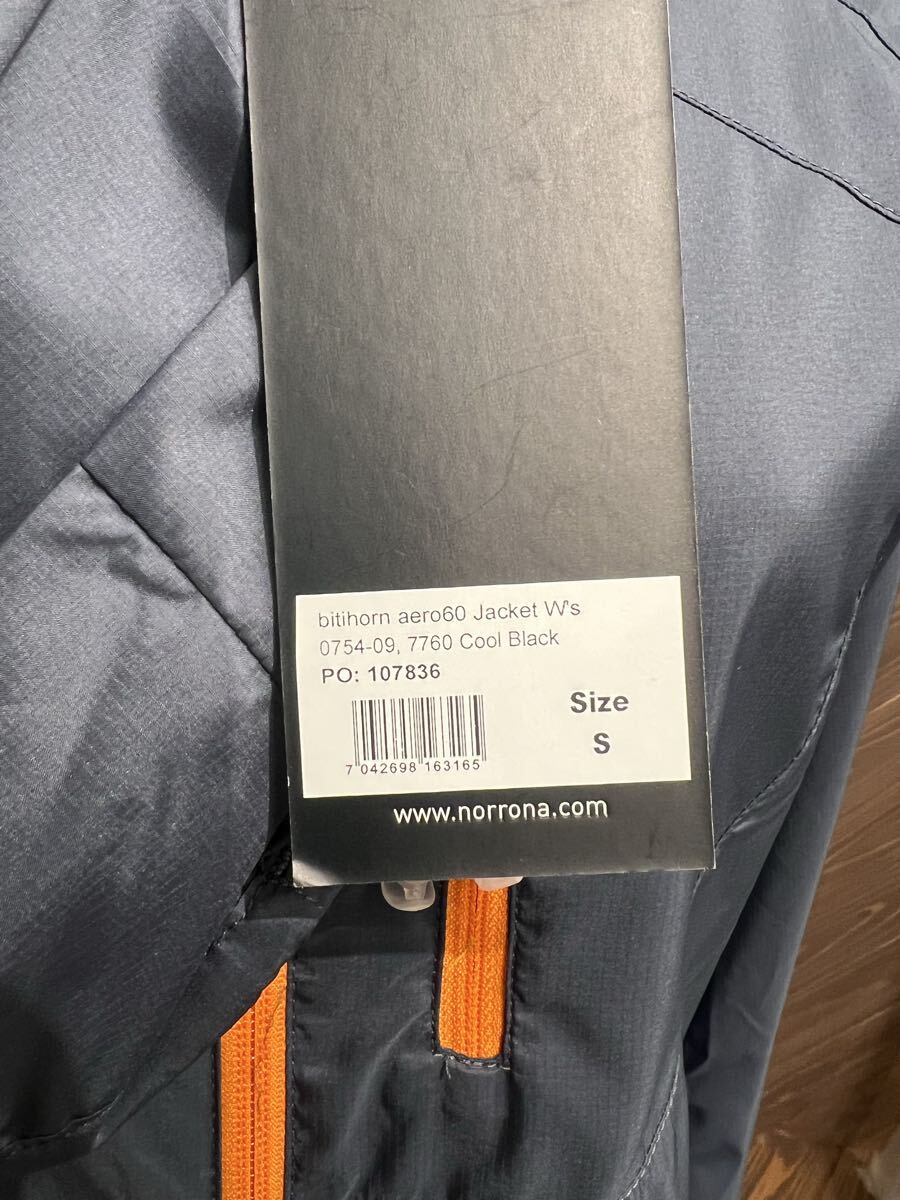 bitihorn aero60 Jacket W's
0754-09, 7760 Cool Black
PO: 107836
Size
S
7 042698 163165
www.norrona.com